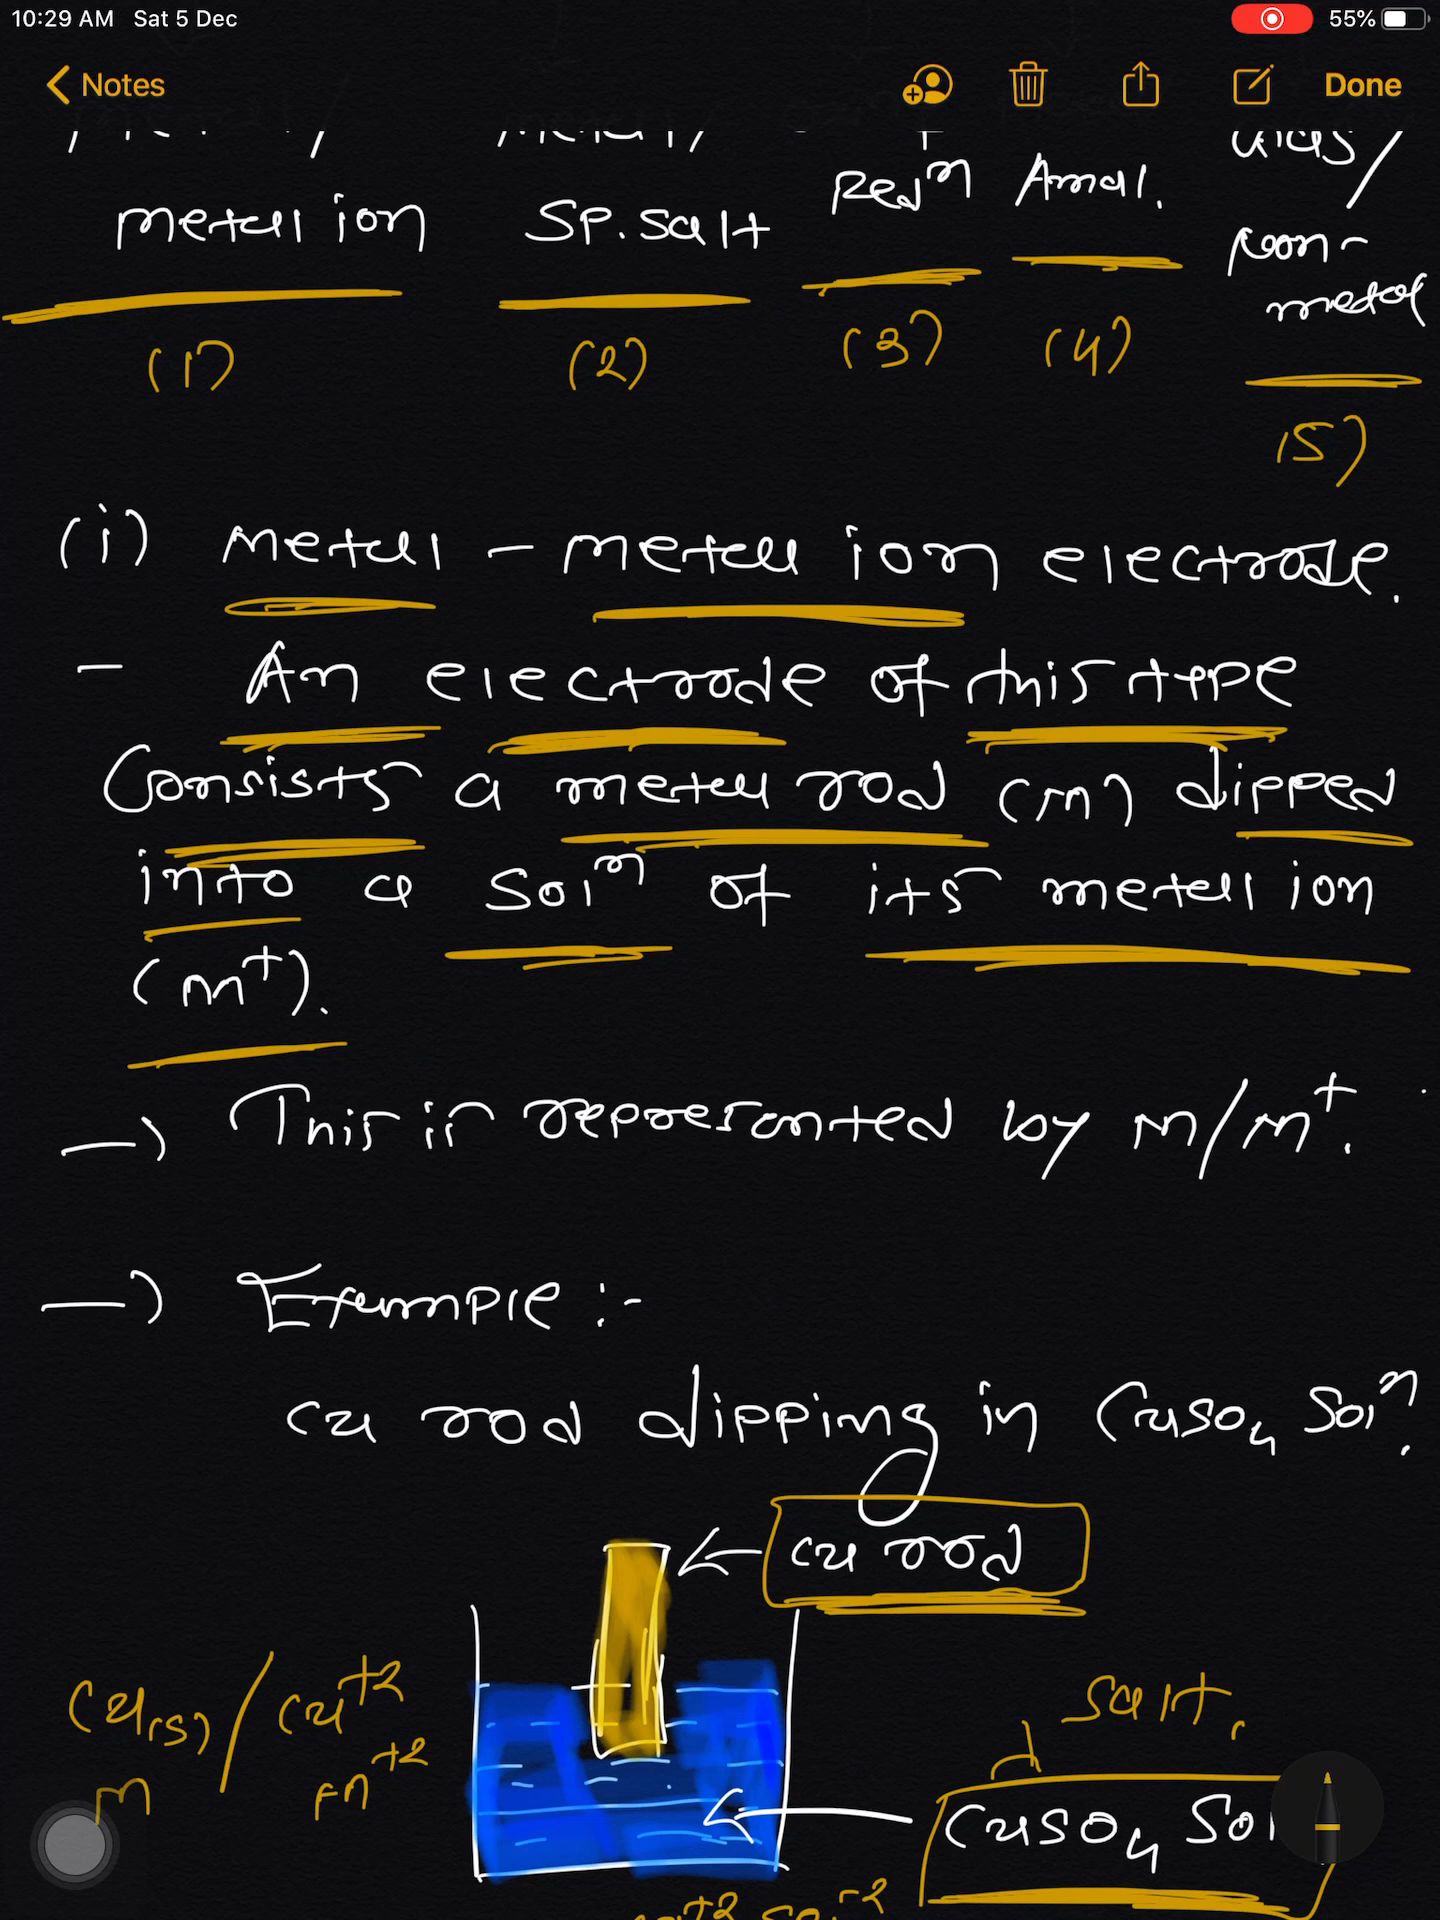 10:29 AM Sat 5 Dec 55%
Notes Done
metal ion Sp. salt Redⁿ Amal. non-
metal
(1) (2) (3) (4) (5)
(i) Metal - metal ion electrode.
- An electrode of this type
Consists a metal rod (M) dipped
into a Solⁿ of its metal ion
(M⁺).
→ This is represented by M/M⁺.
→ Example :-
Cu rod dipping in CuSO₄ Solⁿ.
← Cu rod
Cu(s) / Cu⁺²
M
Salt.
CuSO₄ Sol